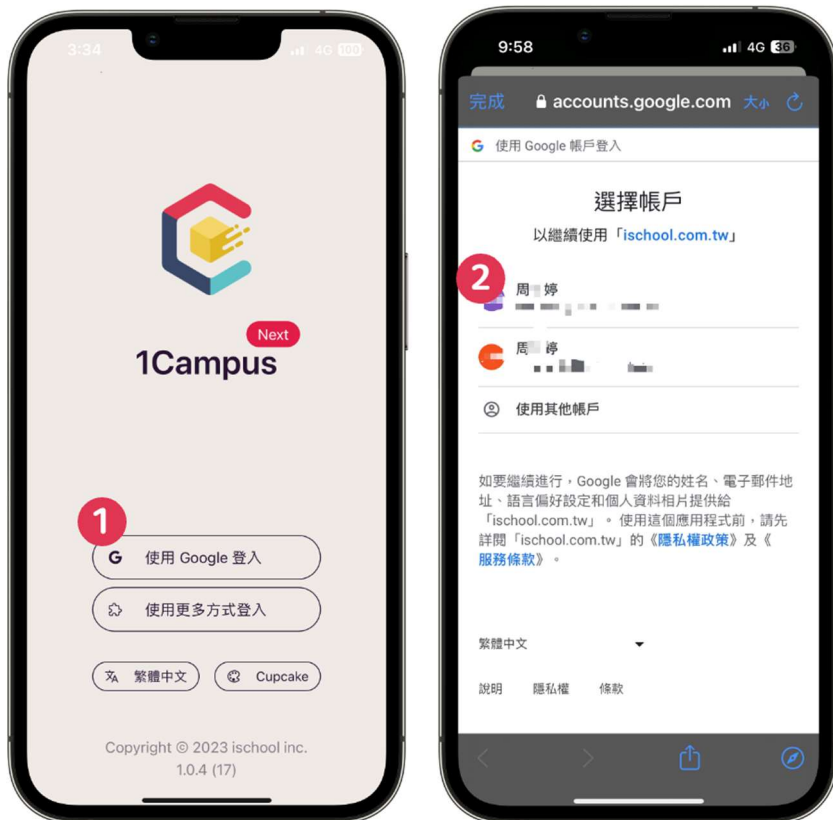 3:34
4G 100
Next
1Campus
1
G 使用 Google 登入
使用更多方式登入
繁體中文
Cupcake
Copyright © 2023 ischool inc.
1.0.4 (17)
9:58
4G 36
完成
accounts.google.com
大小
G 使用 Google 帳戶登入
選擇帳戶
以繼續使用「ischool.com.tw」
2
周 婷
周 婷
使用其他帳戶
如要繼續進行，Google 會將您的姓名、電子郵件地
址、語言偏好設定和個人資料相片提供給
「ischool.com.tw」。 使用這個應用程式前，請先
詳閱「ischool.com.tw」的《隱私權政策》及《
服務條款》。
繁體中文
說明 隱私權 條款